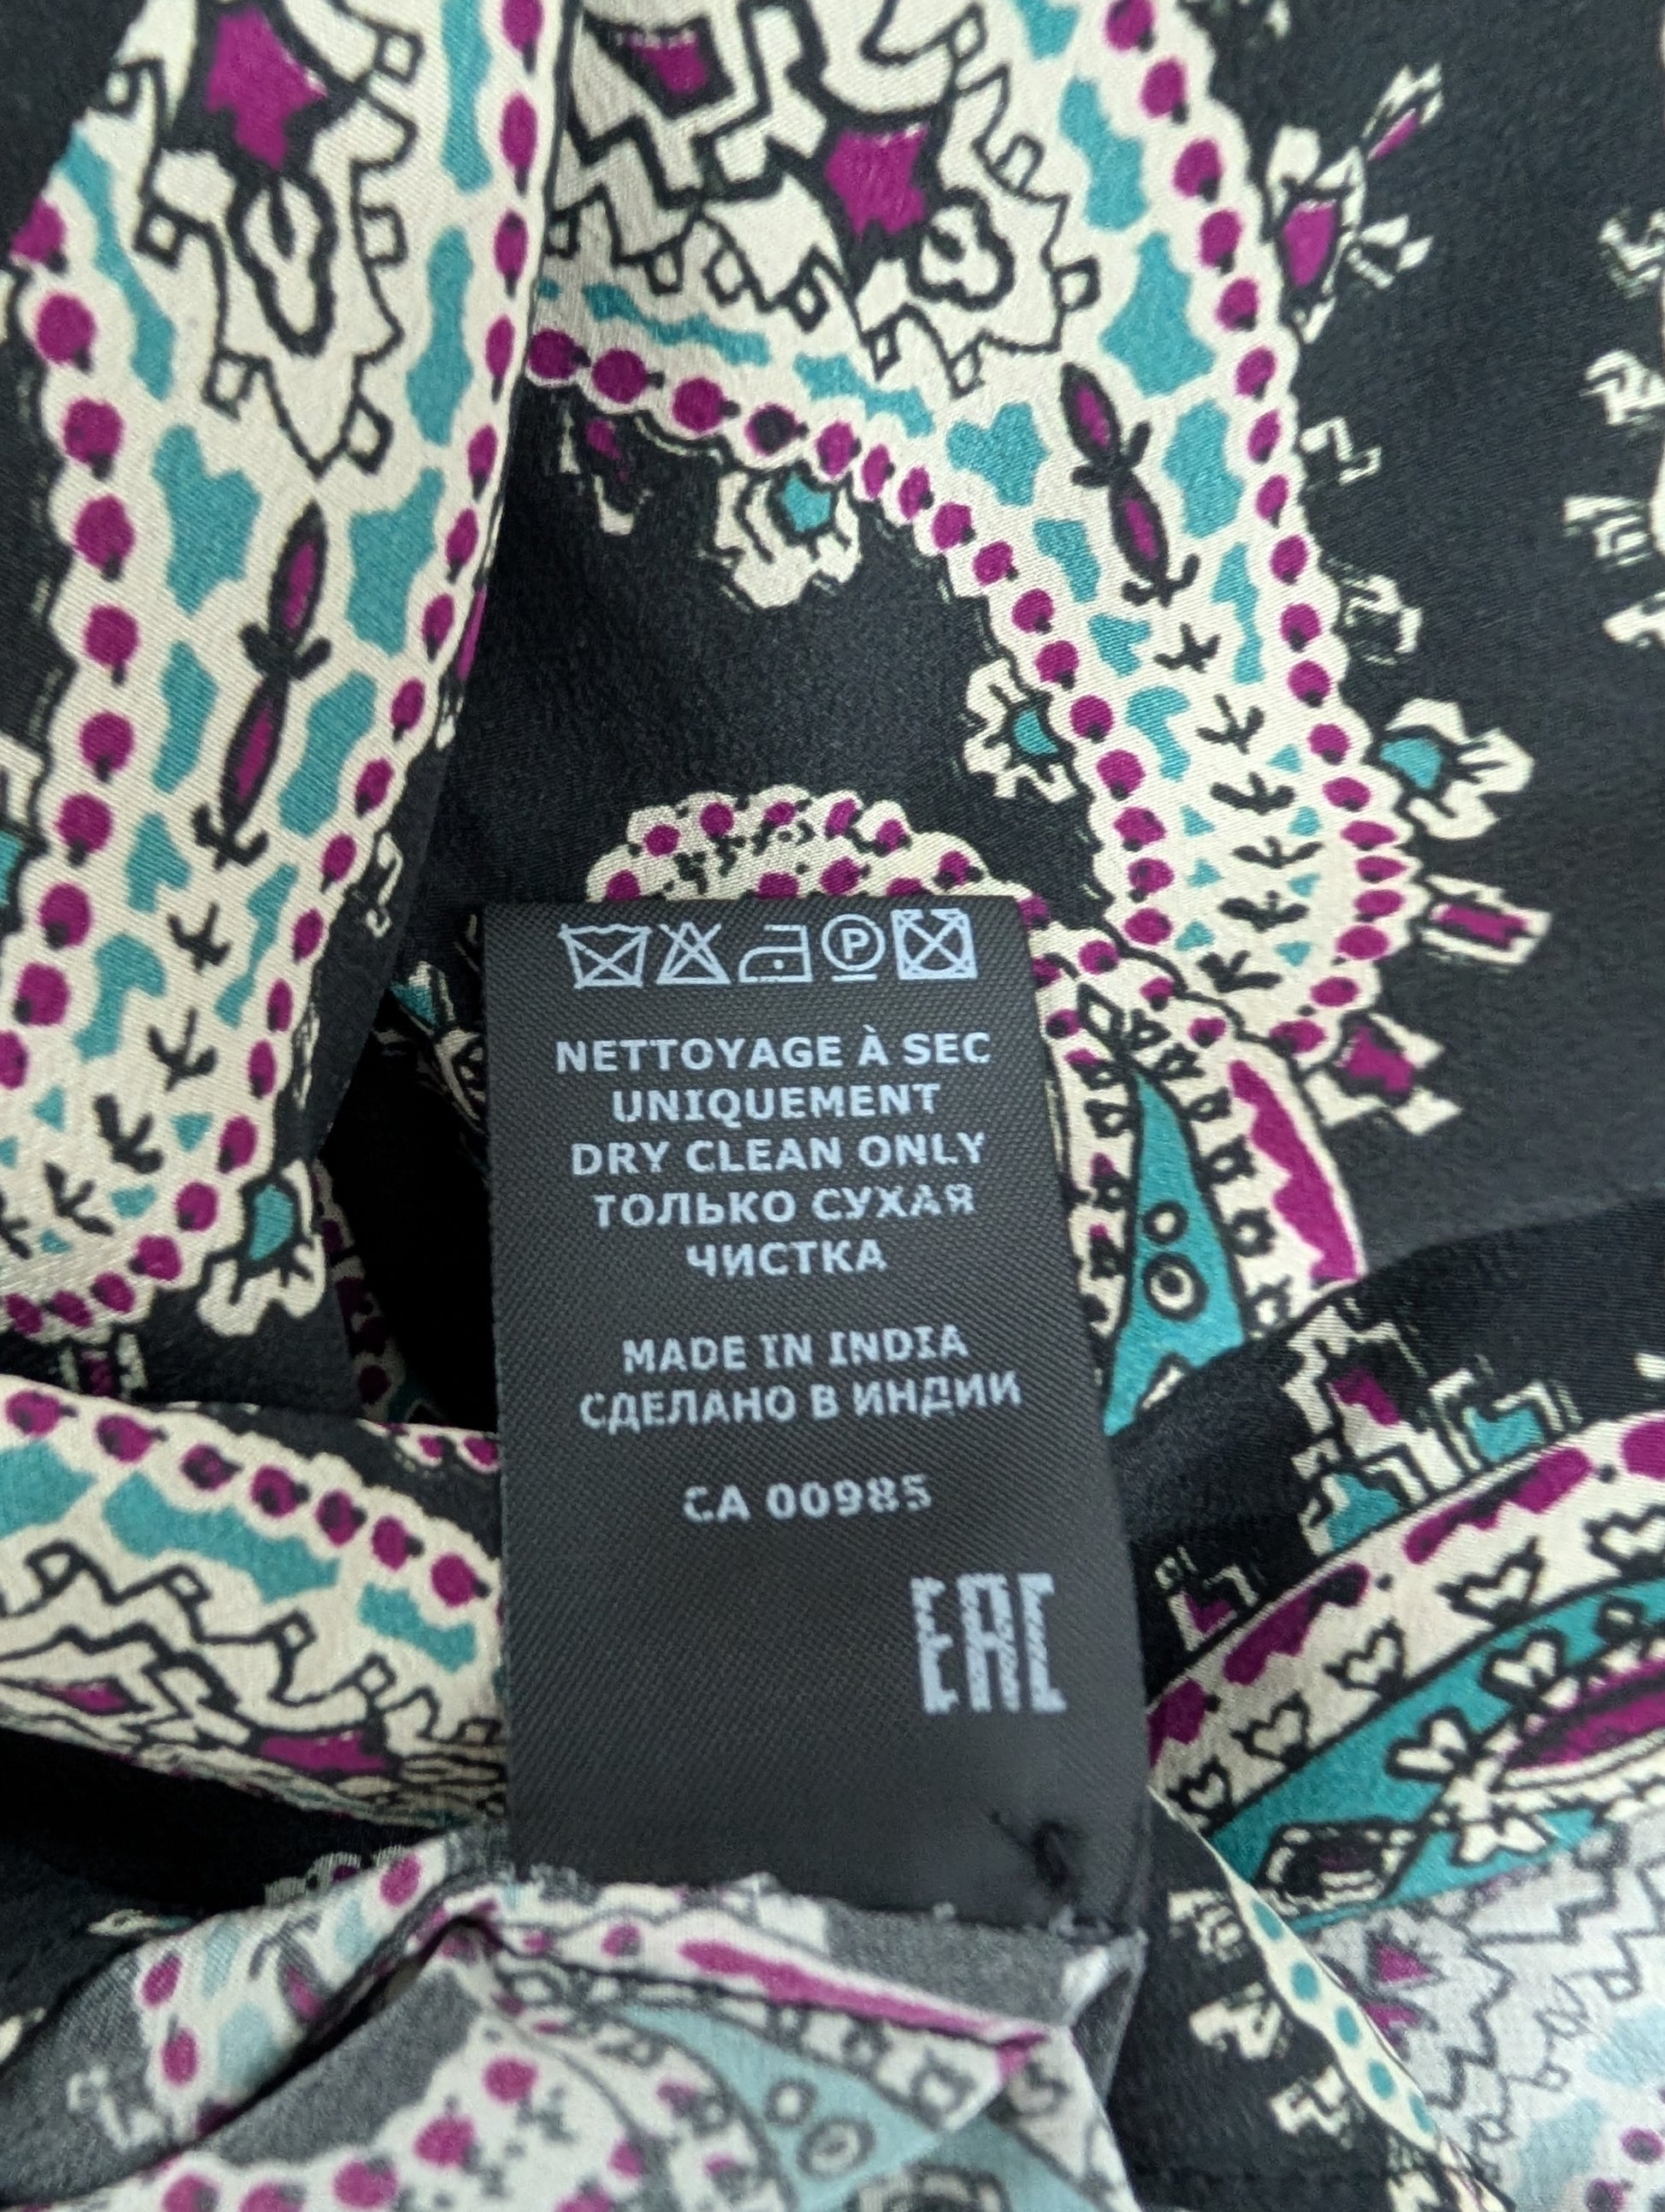 P
NETTOYAGE À SEC
UNIQUEMENT
DRY CLEAN ONLY
ТОЛЬКО СУХАЯ
ЧИСТКА
MADE IN INDIA
СДЕЛАНО В ИНДИИ
CA 00985
EAC